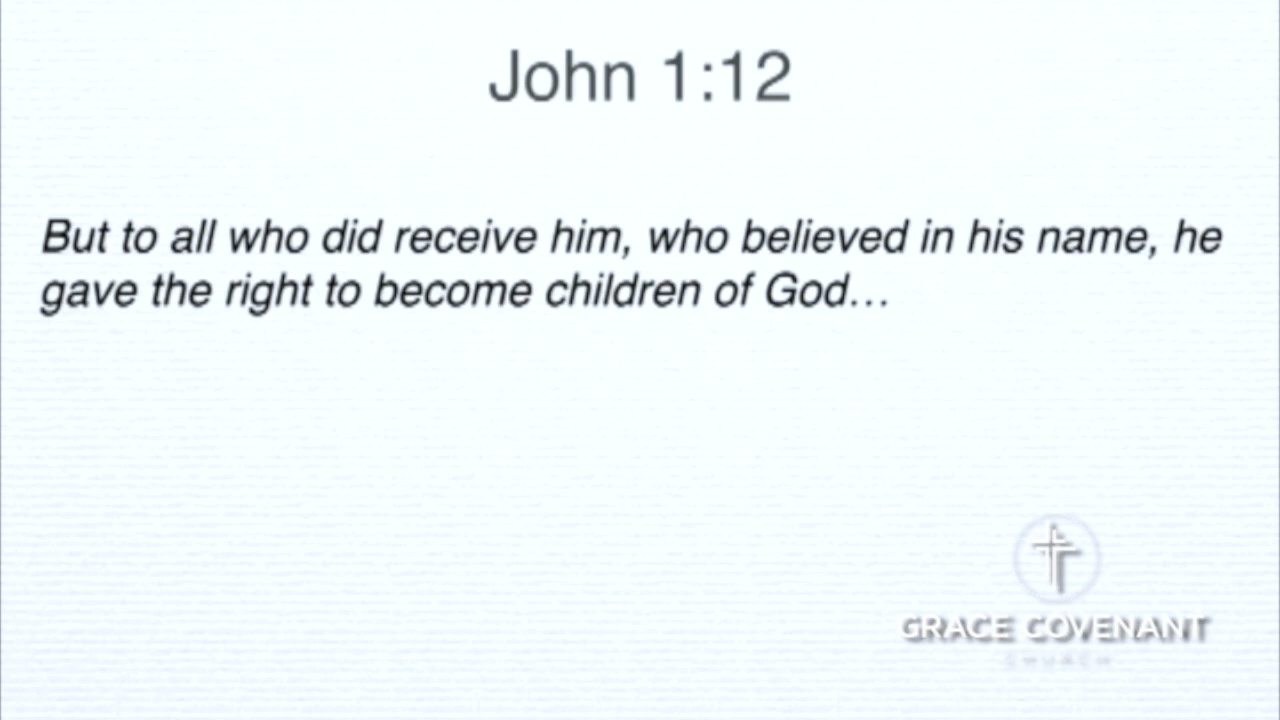 John 1:12
But to all who did receive him, who believed in his name, he
gave the right to become children of God…
GRACE COVENANT
CHURCH